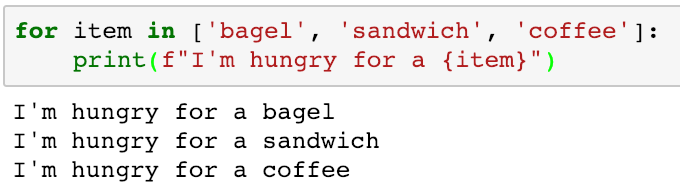 for item in ['bagel', 'sandwich', 'coffee']:
    print(f"I'm hungry for a {item}")
I'm hungry for a bagel
I'm hungry for a sandwich
I'm hungry for a coffee